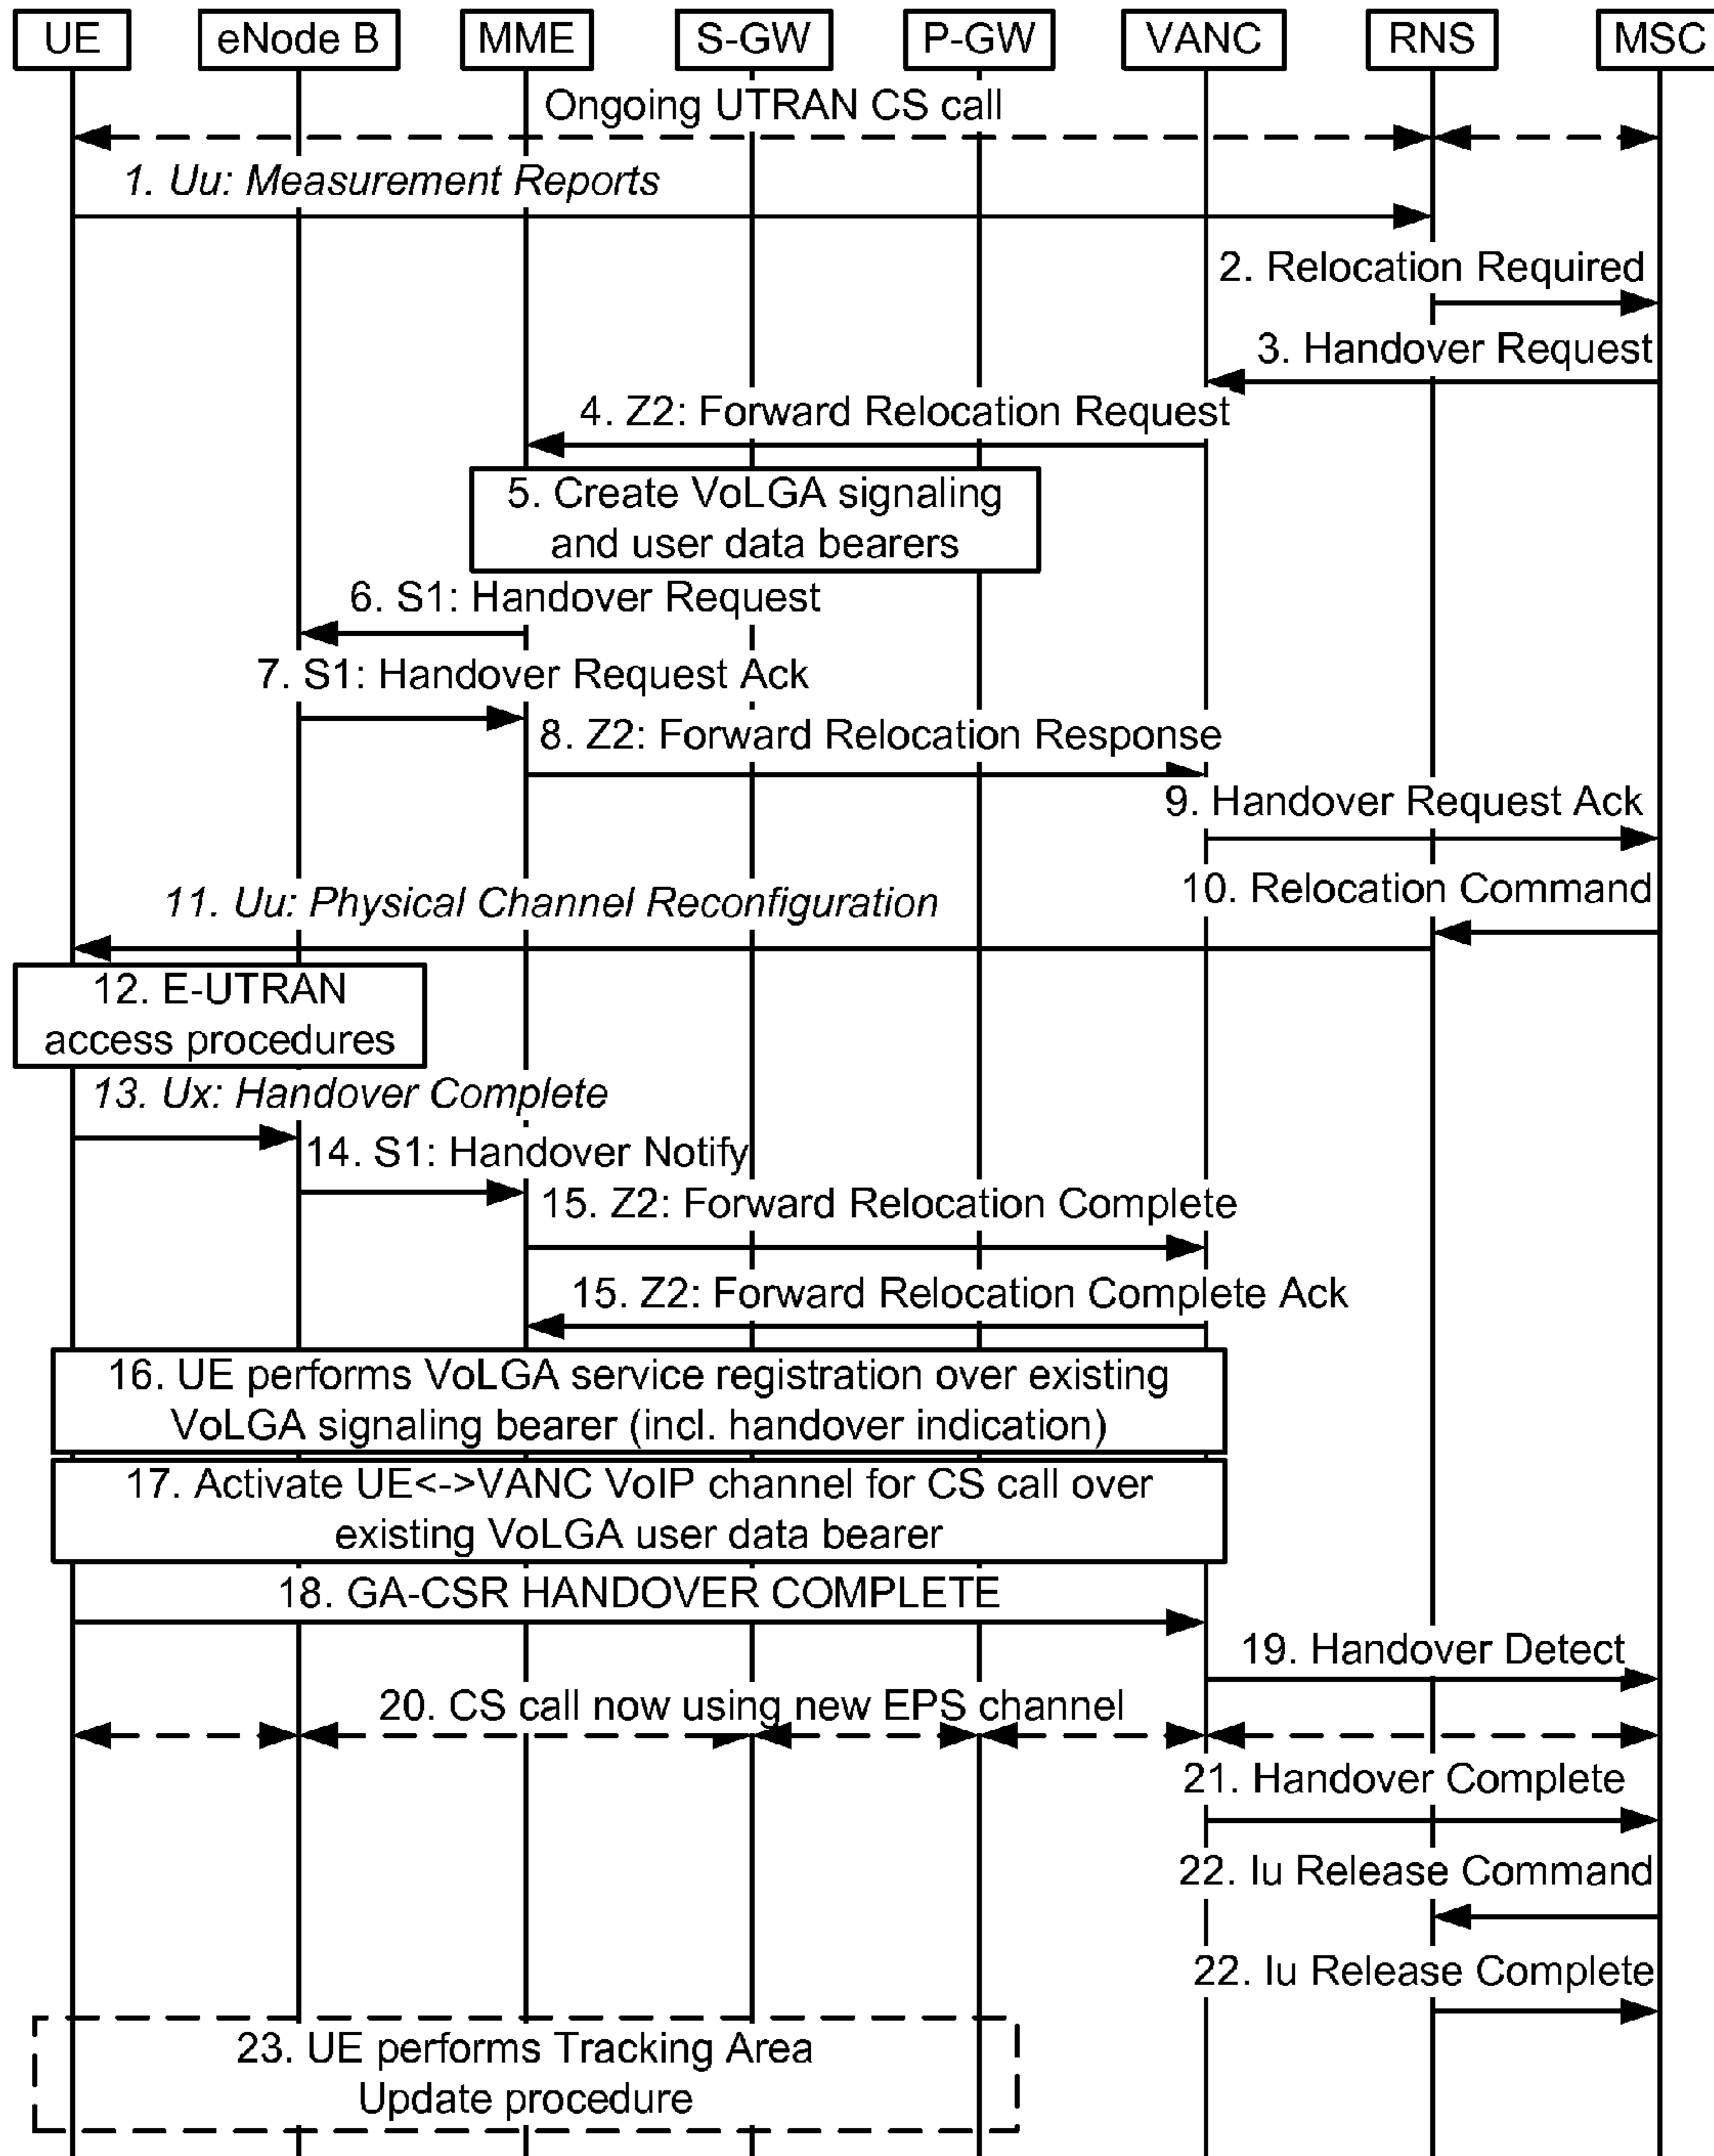 UE
eNode B
MME
S-GW
P-GW
VANC
RNS
MSC
Ongoing UTRAN CS call
1. Uu: Measurement Reports
2. Relocation Required
3. Handover Request
4. Z2: Forward Relocation Request
5. Create VoLGA signaling
and user data bearers
6. S1: Handover Request
7. S1: Handover Request Ack
8. Z2: Forward Relocation Response
9. Handover Request Ack
10. Relocation Command
11. Uu: Physical Channel Reconfiguration
12. E-UTRAN
access procedures
13. Ux: Handover Complete
14. S1: Handover Notify
15. Z2: Forward Relocation Complete
15. Z2: Forward Relocation Complete Ack
16. UE performs VoLGA service registration over existing
VoLGA signaling bearer (incl. handover indication)
17. Activate UE<->VANC VoIP channel for CS call over
existing VoLGA user data bearer
18. GA-CSR HANDOVER COMPLETE
19. Handover Detect
20. CS call now using new EPS channel
21. Handover Complete
22. Iu Release Command
22. Iu Release Complete
23. UE performs Tracking Area
Update procedure